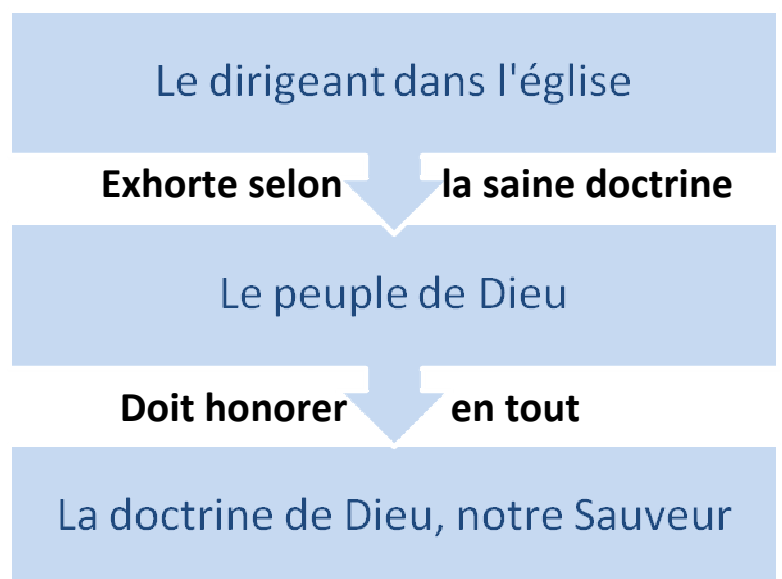 Le dirigeant dans l'église
Exhorte selon la saine doctrine
Le peuple de Dieu
Doit honorer en tout
La doctrine de Dieu, notre Sauveur